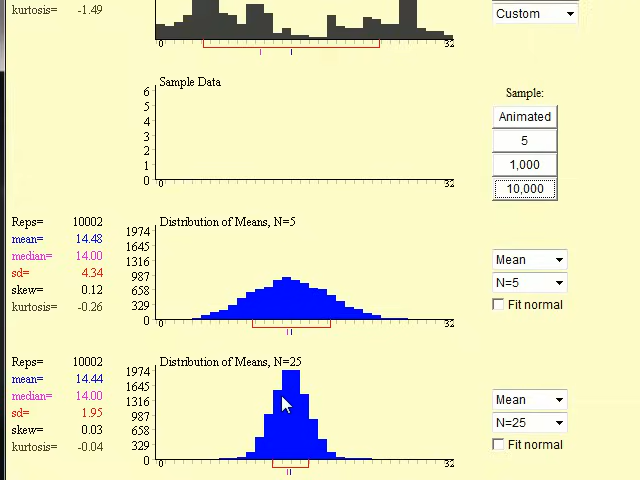 kurtosis= -1.49
0 32
Custom
Sample Data
6
5
4
3
2
1
0
0 32
Sample:
Animated
5
1,000
10,000
Reps= 10002
mean= 14.48
median= 14.00
sd= 4.34
skew= 0.12
kurtosis= -0.26
Distribution of Means, N=5
1974
1645
1316
987
658
329
0
0 32
Mean
N=5
Fit normal
Reps= 10002
mean= 14.44
median= 14.00
sd= 1.95
skew= 0.03
kurtosis= -0.04
Distribution of Means, N=25
1974
1645
1316
987
658
329
0
0 32
Mean
N=25
Fit normal